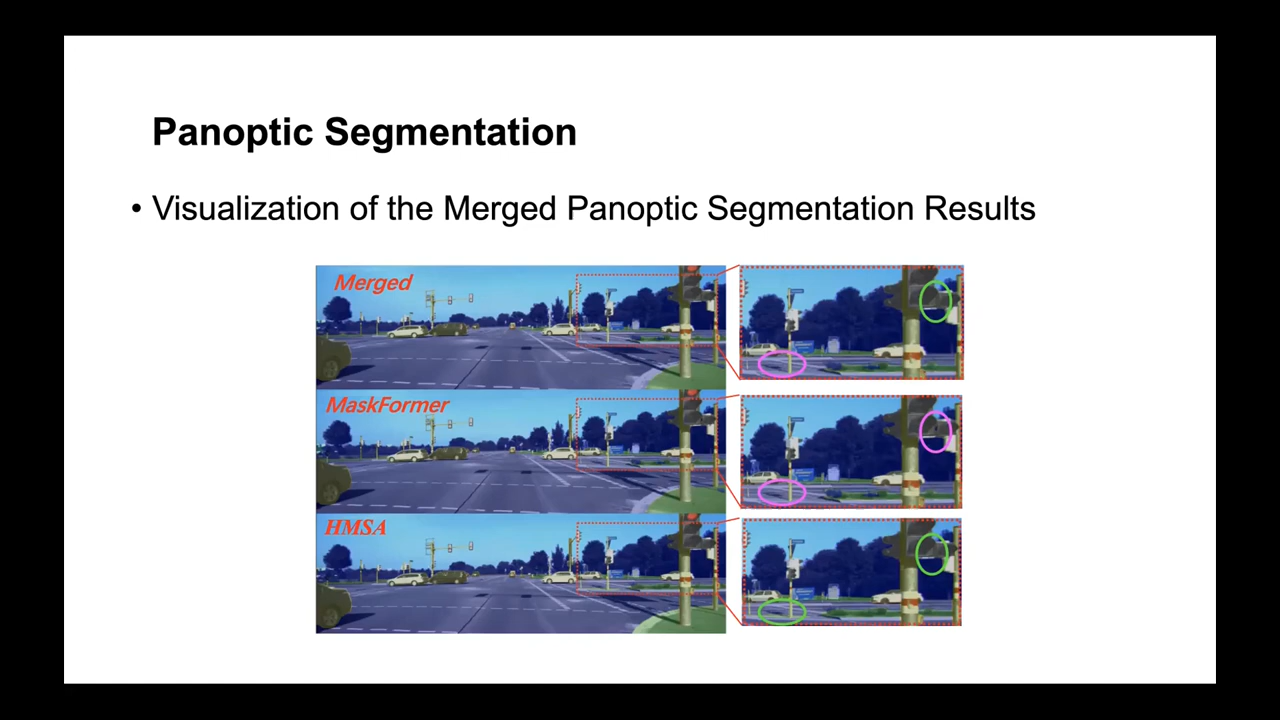 Panoptic Segmentation
• Visualization of the Merged Panoptic Segmentation Results
Merged
MaskFormer
HMSA